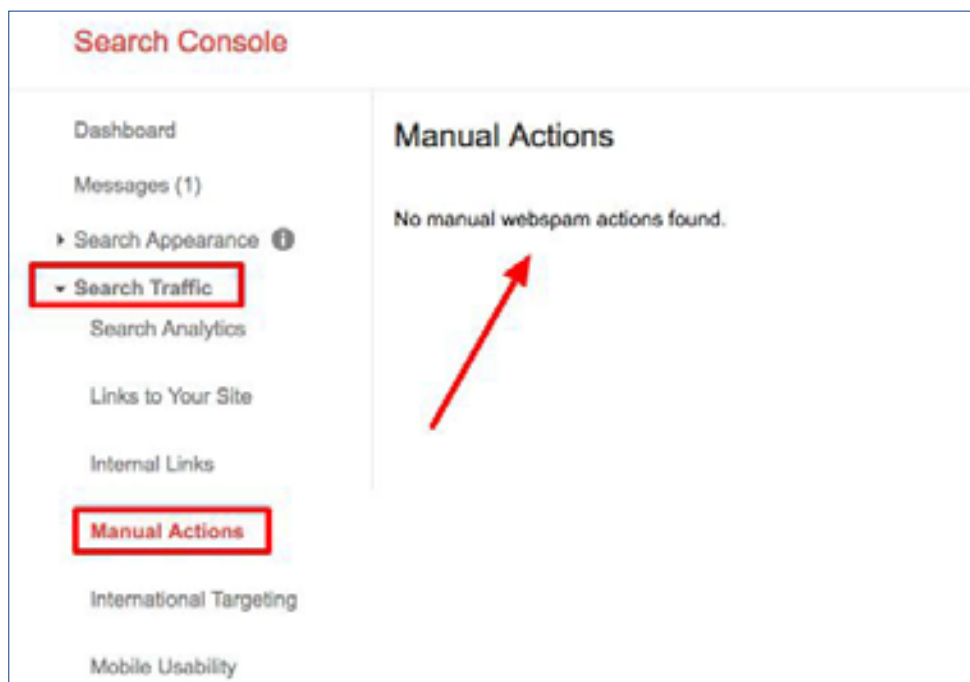 Search Console
Dashboard
Messages (1)
Search Appearance
Search Traffic
Search Analytics
Links to Your Site
Internal Links
Manual Actions
International Targeting
Mobile Usability
Manual Actions
No manual webspam actions found.